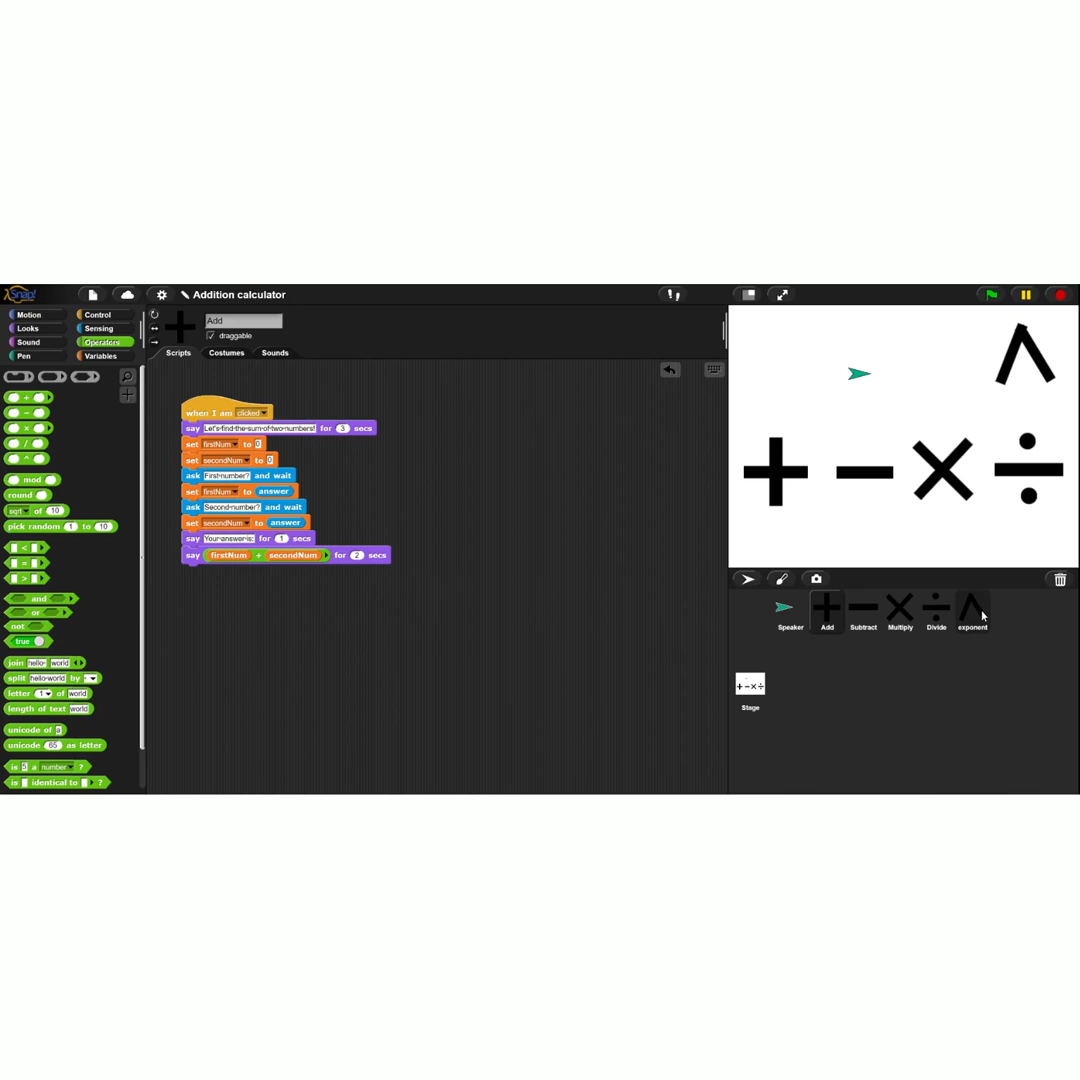 Snap!
Addition calculator
Motion
Control
Looks
Sensing
Sound
Operators
Pen
Variables
+
−
×
/
^
mod
round
sqrt of 10
pick random 1 to 10
<
=
>
and
or
not
true
join hello world
split hello world by
letter 1 of world
length of text world
unicode of a
unicode 65 as letter
is 5 a number ?
is identical to ?
Add
draggable
Scripts
Costumes
Sounds
when I am clicked
say Let's find the sum of two numbers! for 3 secs
set firstNum to 0
set secondNum to 0
ask First number? and wait
set firstNum to answer
ask Second number? and wait
set secondNum to answer
say Your answer is: for 1 secs
say firstNum + secondNum for 2 secs
^
+ − × ÷
Speaker
Add
Subtract
Multiply
Divide
exponent
+−×÷
Stage